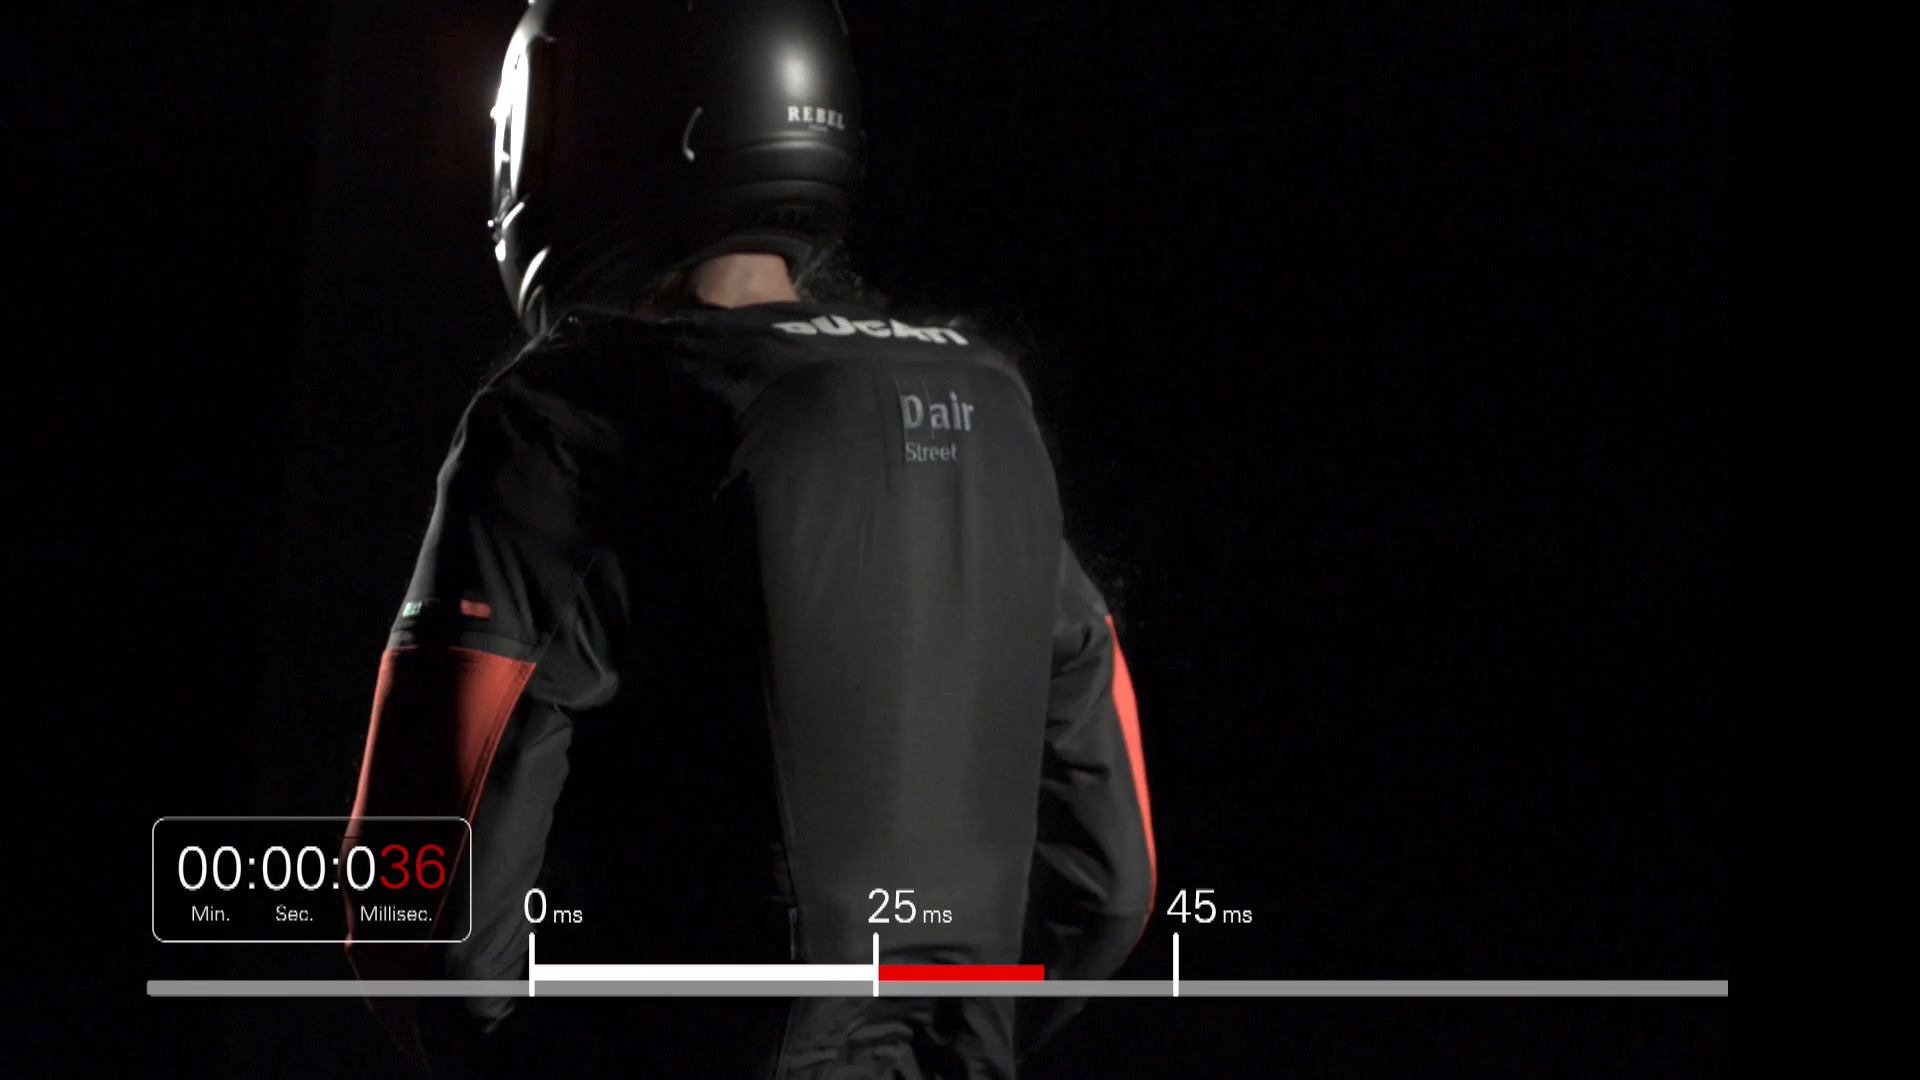 REBEL
DUCATI
D air
Street
00:00:036
Min. Sec. Millisec.
0 ms 25 ms 45 ms